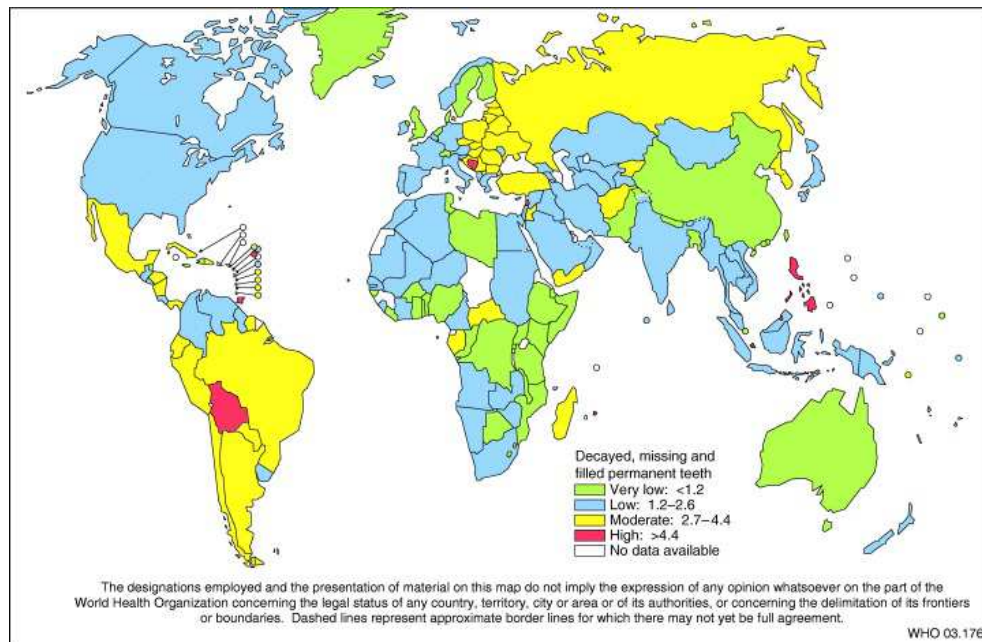 Decayed, missing and
filled permanent teeth
Very low: <1.2
Low: 1.2–2.6
Moderate: 2.7–4.4
High: >4.4
No data available
The designations employed and the presentation of material on this map do not imply the expression of any opinion whatsoever on the part of the
World Health Organization concerning the legal status of any country, territory, city or area or of its authorities, or concerning the delimitation of its frontiers
or boundaries. Dashed lines represent approximate border lines for which there may not yet be full agreement.
WHO 03.176